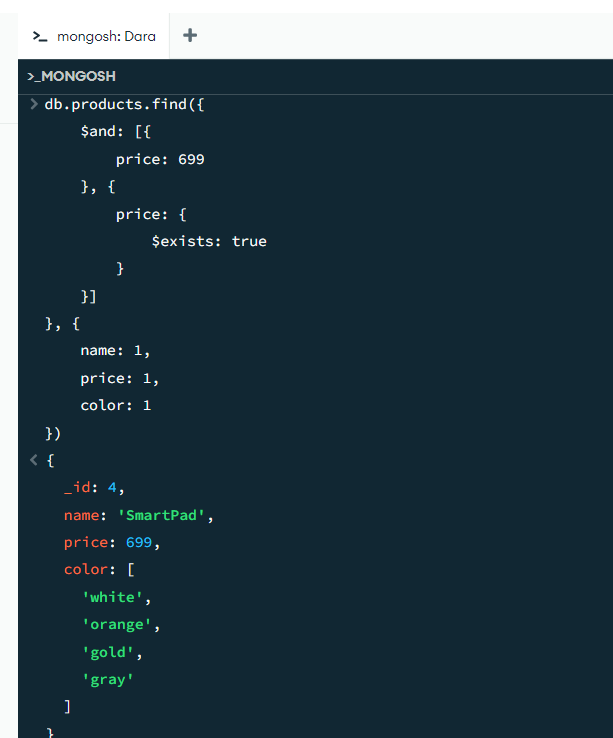 >_ mongosh: Dara +
>_MONGOSH
> db.products.find({
$and: [{
price: 699
}, {
price: {
$exists: true
}
}]
}, {
name: 1,
price: 1,
color: 1
})
< {
_id: 4,
name: 'SmartPad',
price: 699,
color: [
'white',
'orange',
'gold',
'gray'
]
}